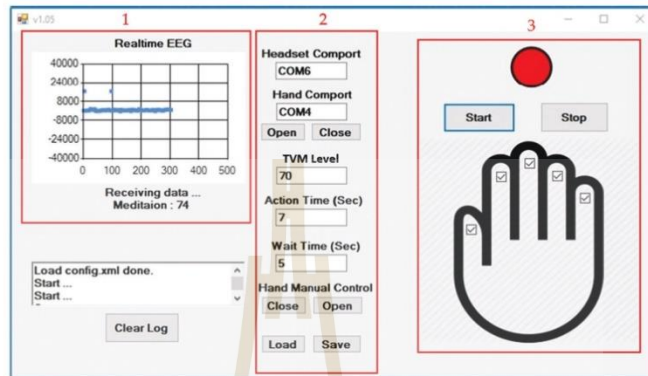 v1.05
1
2
3
Realtime EEG
40000
24000
8000
-8000
-24000
-40000
0 100 200 300 400 500
Receiving data ...
Meditaion : 74
Load config.xml done.
Start ...
Start ...
Clear Log
Headset Comport
COM6
Hand Comport
COM4
Open Close
TVM Level
70
Action Time (Sec)
7
Wait Time (Sec)
5
Hand Manual Control
Close Open
Load Save
Start Stop